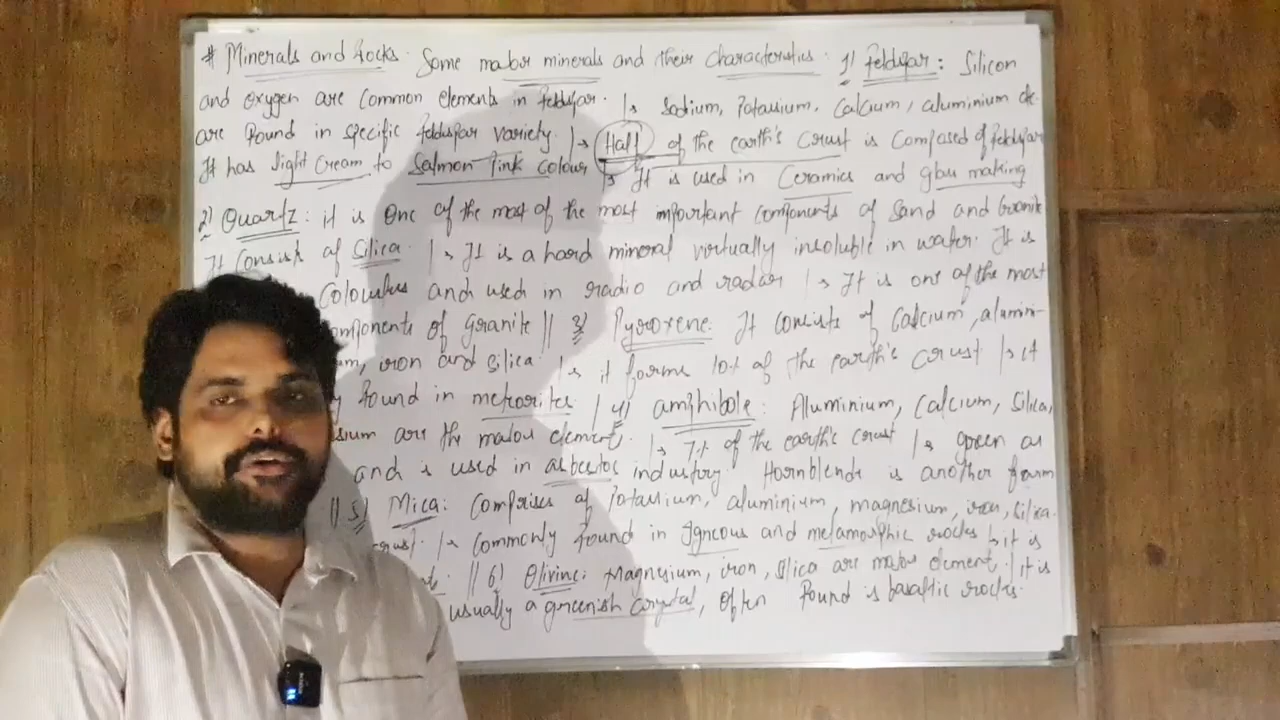 # Minerals and Rocks. Some major minerals and their characteristics: 1) Feldspar: Silicon
and oxygen are common elements in feldspar. |→ Sodium, Potassium, Calcium, aluminium etc.
are found in specific feldspar variety. |→ Half of the earth's crust is composed of feldspar
It has light cream to Salmon Pink colour |→ It is used in Ceramics and glass making
2) Quartz: it is one of the most of the most important components of sand and Granite
It consist of Silica. |→ It is a hard mineral virtually insoluble in water. It is
colourless and used in radio and radar |→ It is one of the most
components of granite || 3) Pyroxene: It consists of Calcium, alumin-
um, iron and silica. |→ it forms 10% of the earth's crust |→ it
y found in meteorites | 4) amphibole: Aluminium, Calcium, Silica,
sium are the major element. |→ 7% of the earth's crust |→ green or
and is used in asbestos industry Hornblende is another form
|| 5) Mica: Comprises of Potassium, aluminium, magnesium, iron, silica.
crust. |→ Commonly found in Igneous and metamorphic rocks |→ it is
|| 6) Olivine: Magnesium, iron, Silica are major element. | it is
usually a greenish crystal, often found is basaltic rocks.